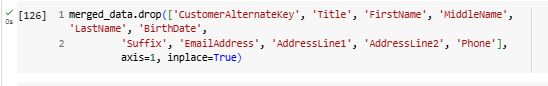 [126]
1 merged_data.drop(['CustomerAlternateKey', 'Title', 'FirstName', 'MiddleName',
'LastName', 'BirthDate',
2 'Suffix', 'EmailAddress', 'AddressLine1', 'AddressLine2', 'Phone'],
axis=1, inplace=True)
0s